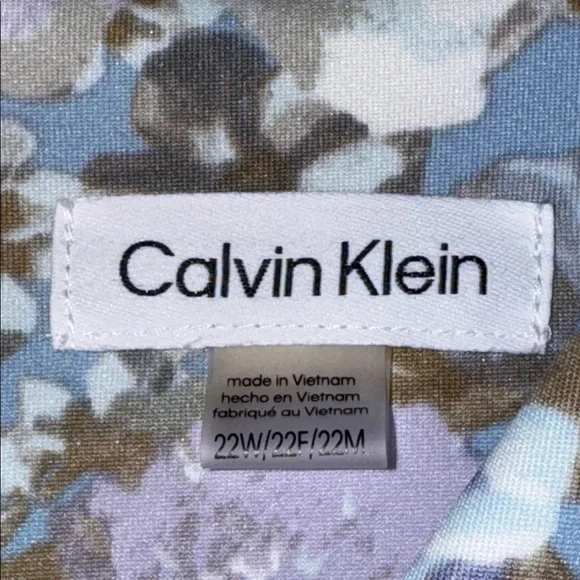 Calvin Klein
made in Vietnam
hecho en Vietnam
fabriqué au Vietnam
22W/22F/22M